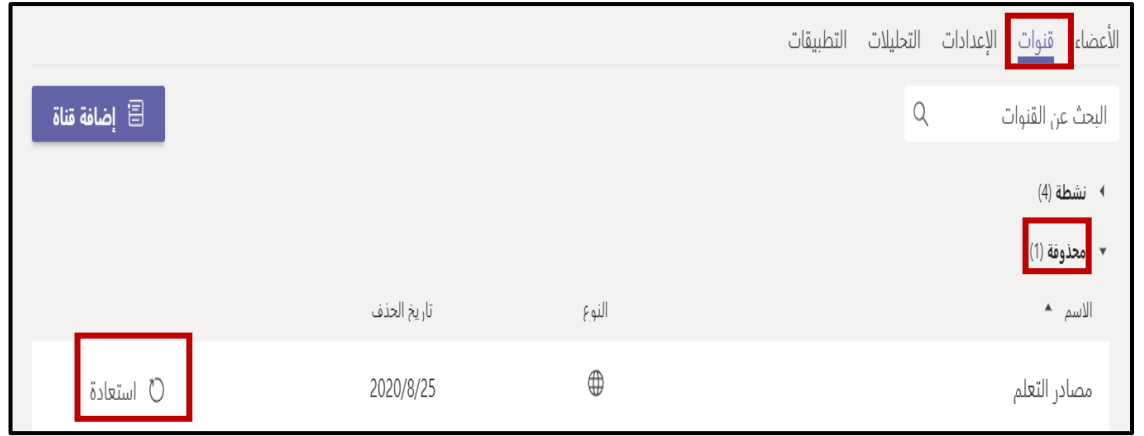 الأعضاء قنوات الإعدادات التحليلات التطبيقات
البحث عن القنوات إضافة قناة
نشطة (4)
محذوفة (1)
الاسم النوع تاريخ الحذف
مصادر التعلم 2020/8/25 استعادة